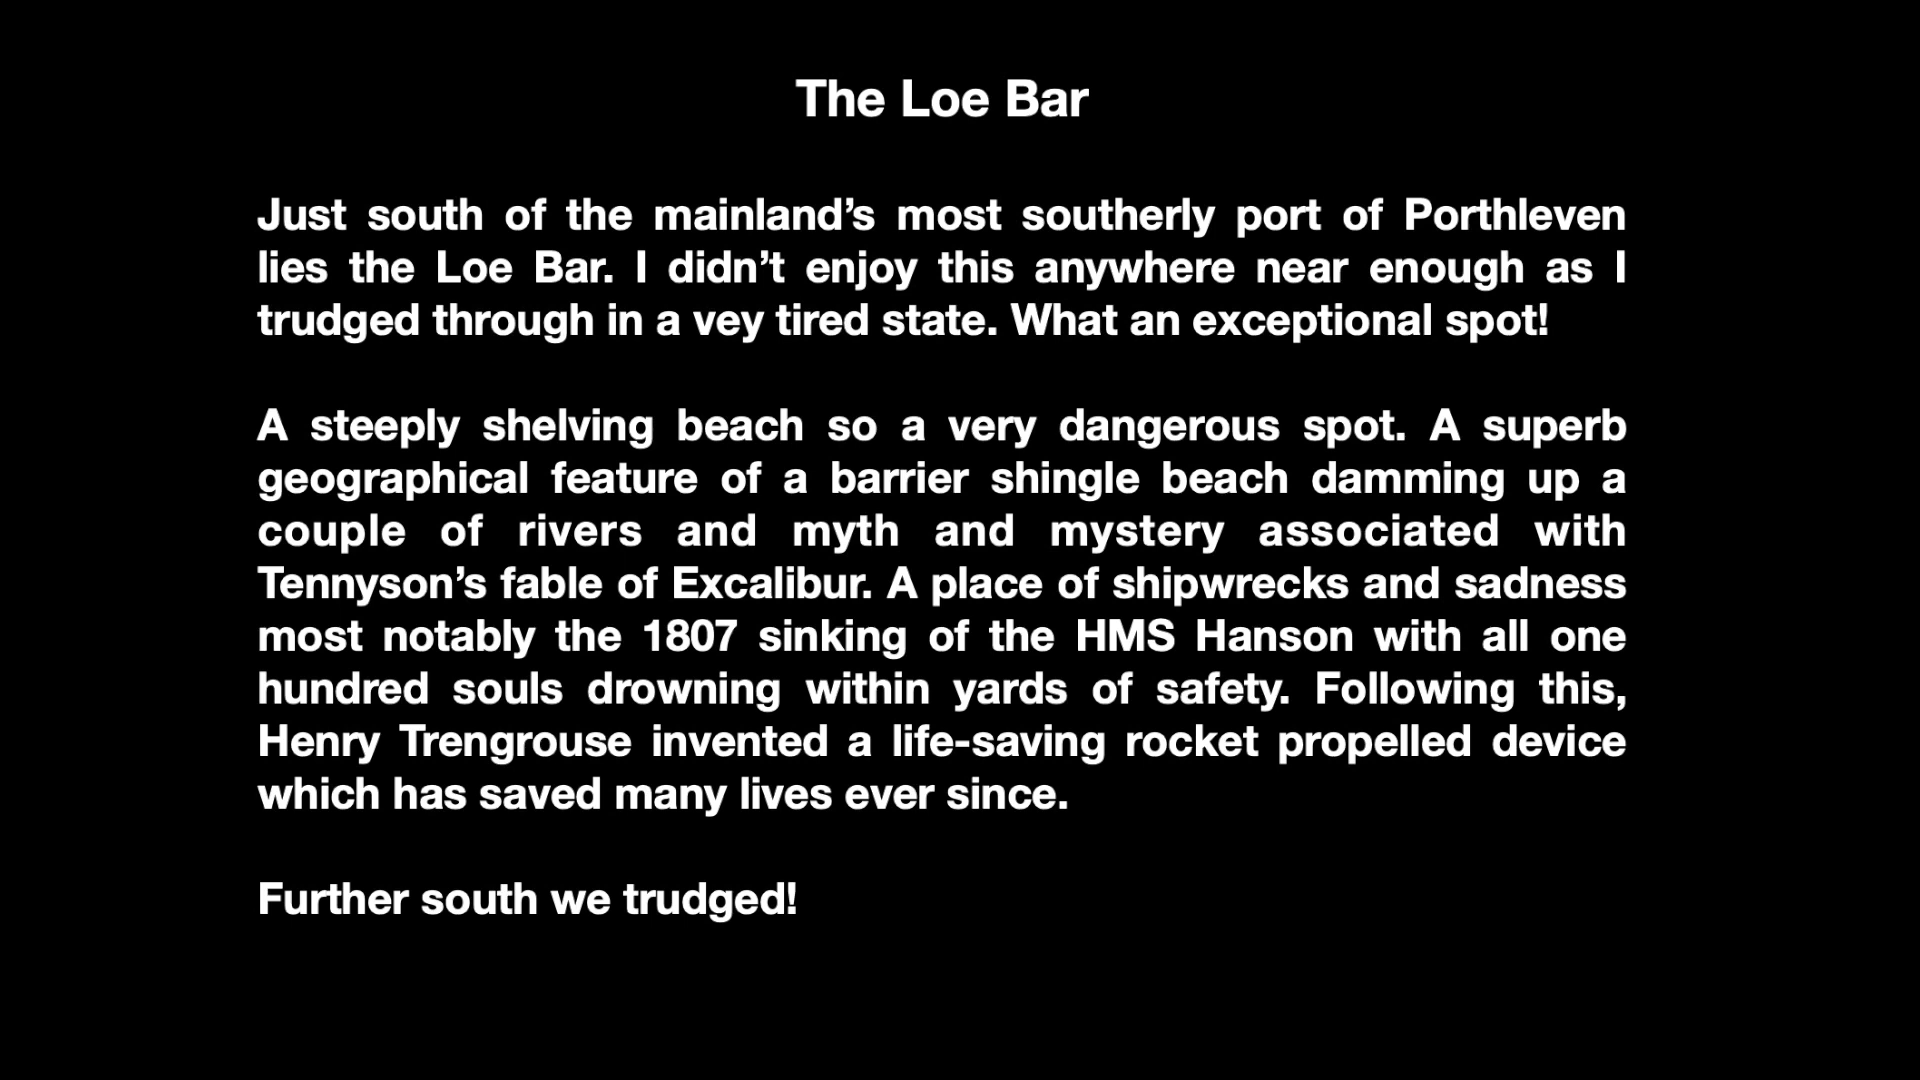 The Loe Bar
Just south of the mainland’s most southerly port of Porthleven
lies the Loe Bar. I didn’t enjoy this anywhere near enough as I
trudged through in a vey tired state. What an exceptional spot!
A steeply shelving beach so a very dangerous spot. A superb
geographical feature of a barrier shingle beach damming up a
couple of rivers and myth and mystery associated with
Tennyson’s fable of Excalibur. A place of shipwrecks and sadness
most notably the 1807 sinking of the HMS Hanson with all one
hundred souls drowning within yards of safety. Following this,
Henry Trengrouse invented a life-saving rocket propelled device
which has saved many lives ever since.
Further south we trudged!